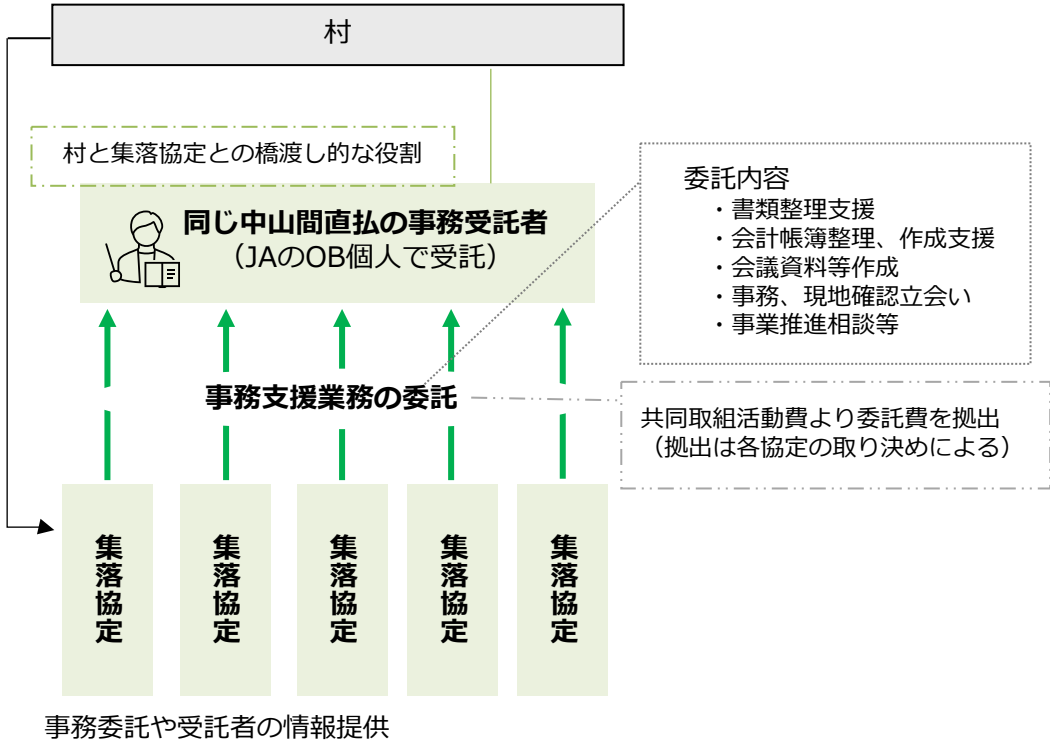 村
村と集落協定との橋渡し的な役割
同じ中山間直払の事務受託者
（JAのOB個人で受託）
委託内容
・書類整理支援
・会計帳簿整理、作成支援
・会議資料等作成
・事務、現地確認立会い
・事業推進相談等
事務支援業務の委託
共同取組活動費より委託費を拠出
（拠出は各協定の取り決めによる）
集落協定
集落協定
集落協定
集落協定
集落協定
事務委託や受託者の情報提供